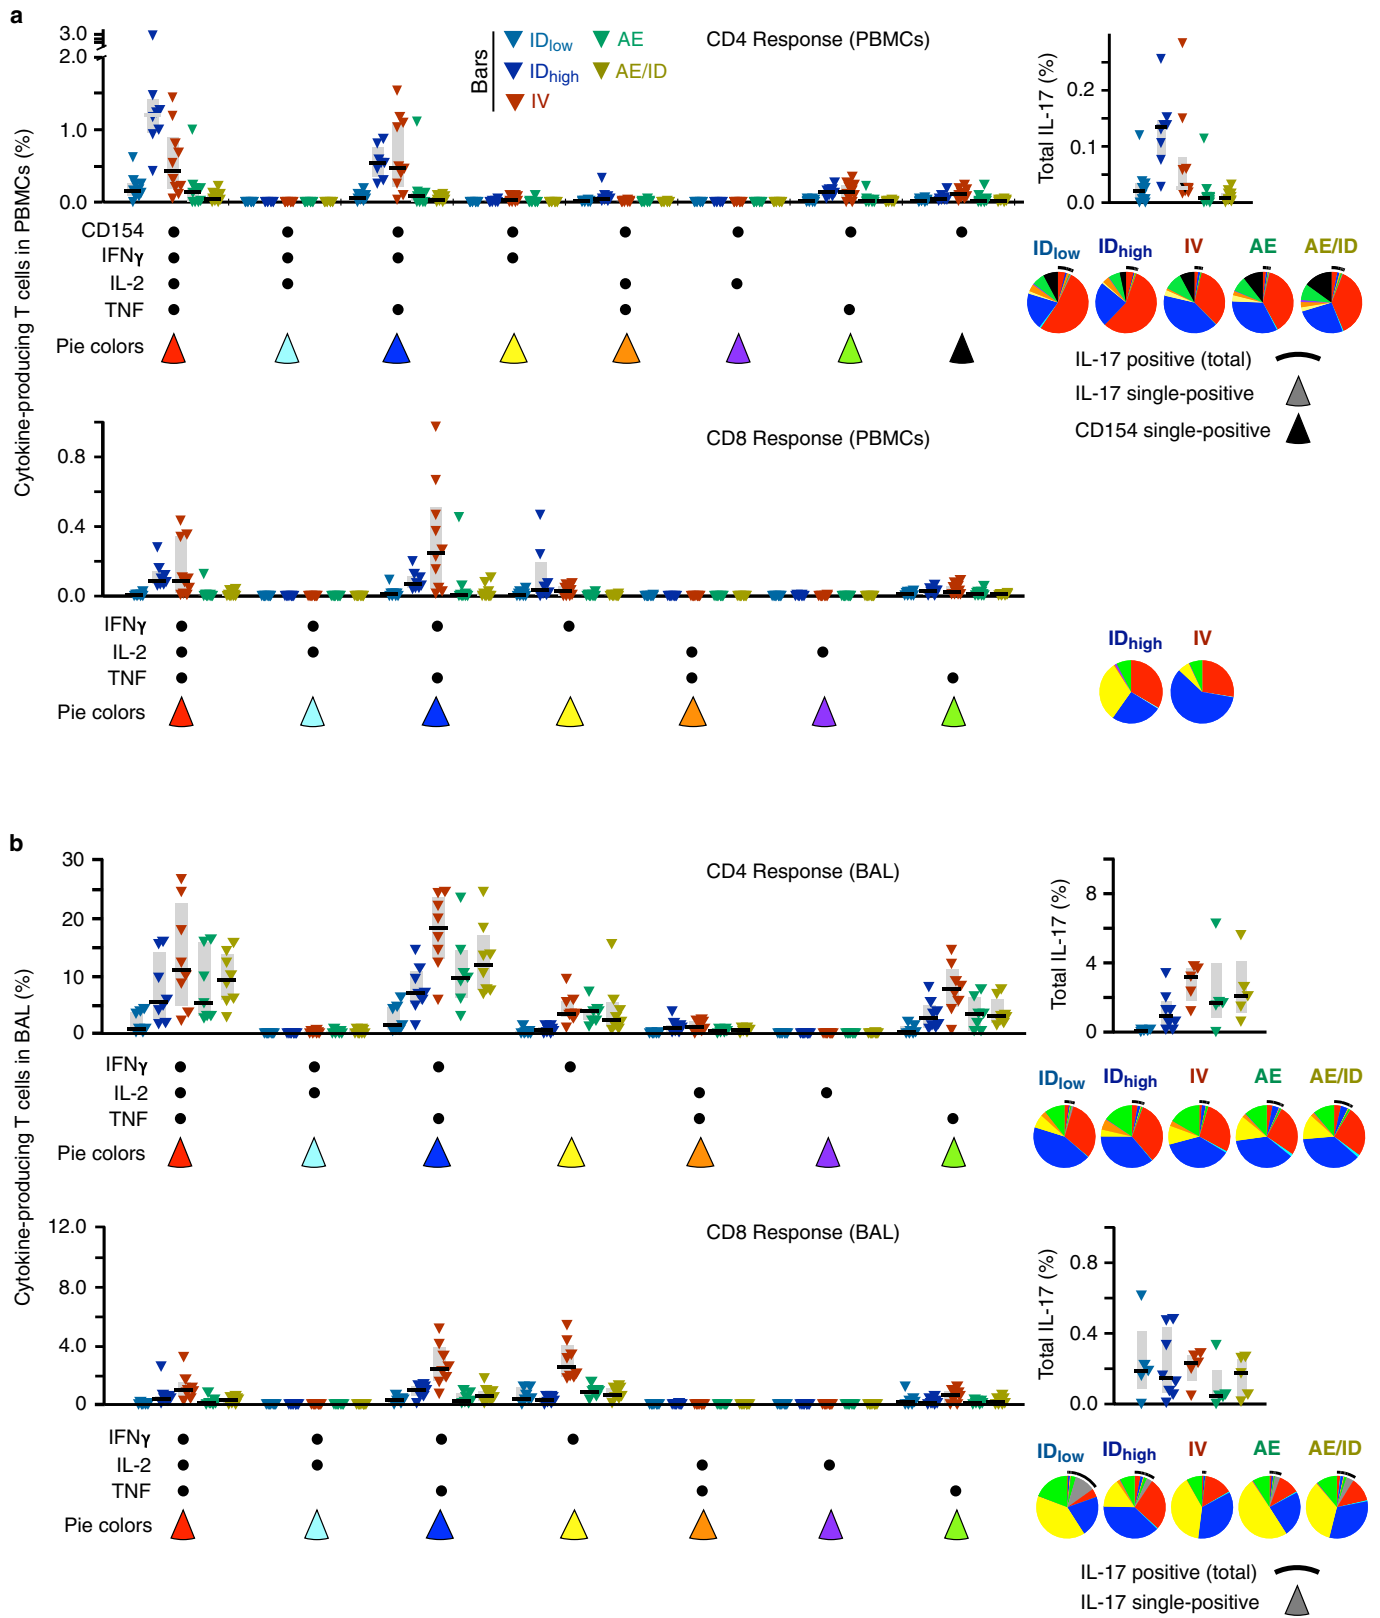 a
Cytokine-producing T cells in PBMCs (%)
3.0
2.0
1.0
0.0
Bars
IDlow
AE
IDhigh
AE/ID
IV
CD4 Response (PBMCs)
Total IL-17 (%)
0.2
0.1
0.0
CD154
IFNγ
IL-2
TNF
Pie colors
IDlow IDhigh IV AE AE/ID
IL-17 positive (total)
IL-17 single-positive
CD154 single-positive
CD8 Response (PBMCs)
0.8
0.4
0.0
IFNγ
IL-2
TNF
Pie colors
IDhigh IV
b
Cytokine-producing T cells in BAL (%)
30
20
10
0
CD4 Response (BAL)
Total IL-17 (%)
8
4
0
IFNγ
IL-2
TNF
Pie colors
IDlow IDhigh IV AE AE/ID
12.0
8.0
4.0
0
CD8 Response (BAL)
Total IL-17 (%)
0.8
0.4
0.0
IFNγ
IL-2
TNF
Pie colors
IDlow IDhigh IV AE AE/ID
IL-17 positive (total)
IL-17 single-positive